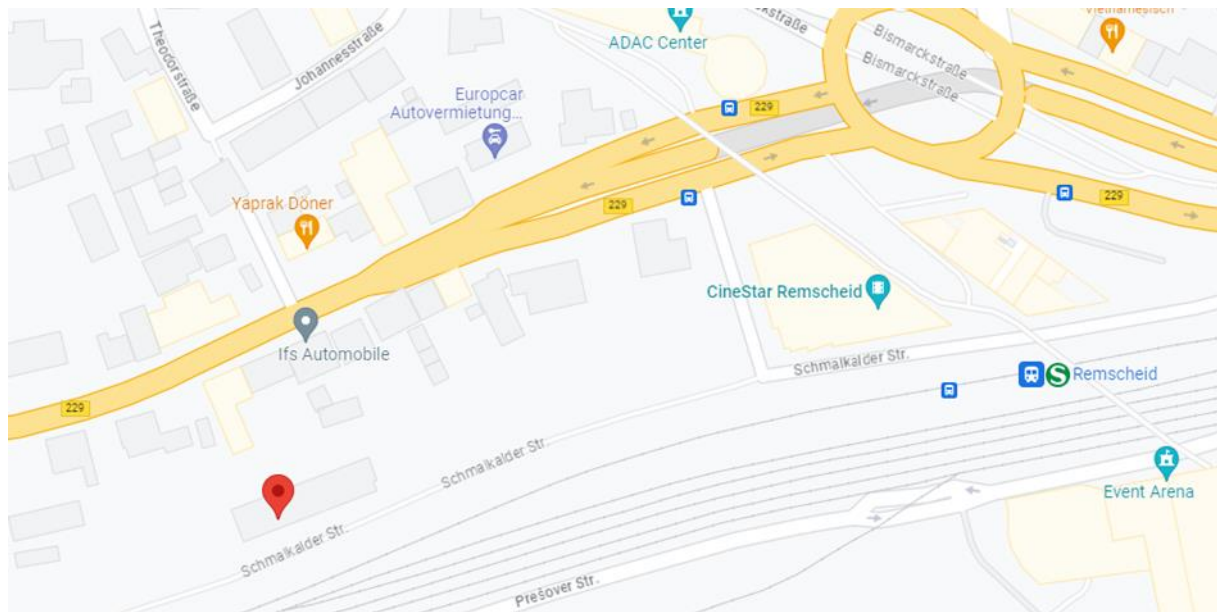 Theodorstraße
Johannesstraße
ADAC Center
Bismarckstraße
Bismarckstraße
Vietnamesisch
Europcar
Autovermietung...
229
Yaprak Döner
229
229
CineStar Remscheid
Ifs Automobile
Schmalkalder Str.
S
Remscheid
229
Schmalkalder Str.
Event Arena
Schmalkalder Str.
Prešover Str.